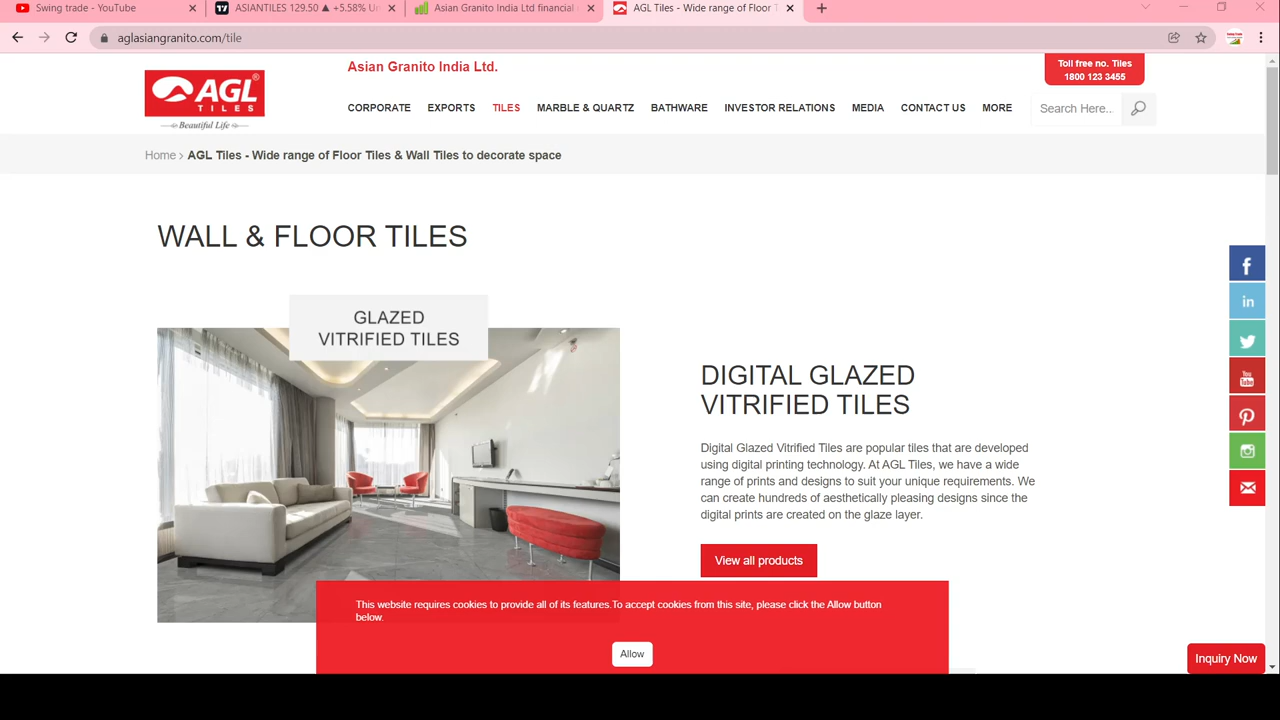 Swing trade - YouTube
ASIANTILES 129.50 ▲ +5.58% Un
Asian Granito India Ltd financial
AGL Tiles - Wide range of Floor T
aglasiangranito.com/tile
Asian Granito India Ltd.
Toll free no. Tiles
1800 123 3455
AGL®
TILES
Beautiful Life
CORPORATE EXPORTS TILES MARBLE & QUARTZ BATHWARE INVESTOR RELATIONS MEDIA CONTACT US MORE
Search Here...
Home > AGL Tiles - Wide range of Floor Tiles & Wall Tiles to decorate space
WALL & FLOOR TILES
GLAZED
VITRIFIED TILES
DIGITAL GLAZED
VITRIFIED TILES
Digital Glazed Vitrified Tiles are popular tiles that are developed
using digital printing technology. At AGL Tiles, we have a wide
range of prints and designs to suit your unique requirements. We
can create hundreds of aesthetically pleasing designs since the
digital prints are created on the glaze layer.
View all products
This website requires cookies to provide all of its features.To accept cookies from this site, please click the Allow button
below.
Allow
Inquiry Now